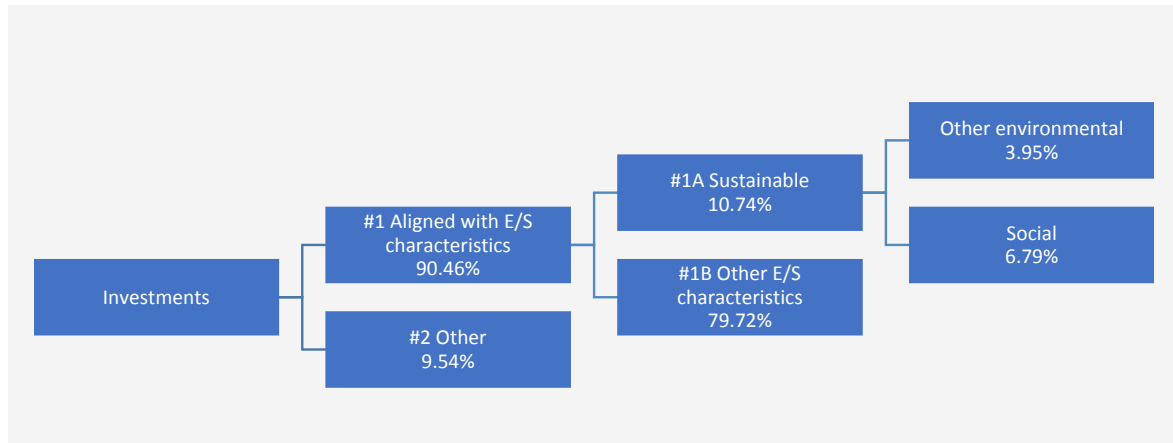 Investments
#1 Aligned with E/S
characteristics
90.46%
#2 Other
9.54%
#1A Sustainable
10.74%
#1B Other E/S
characteristics
79.72%
Other environmental
3.95%
Social
6.79%